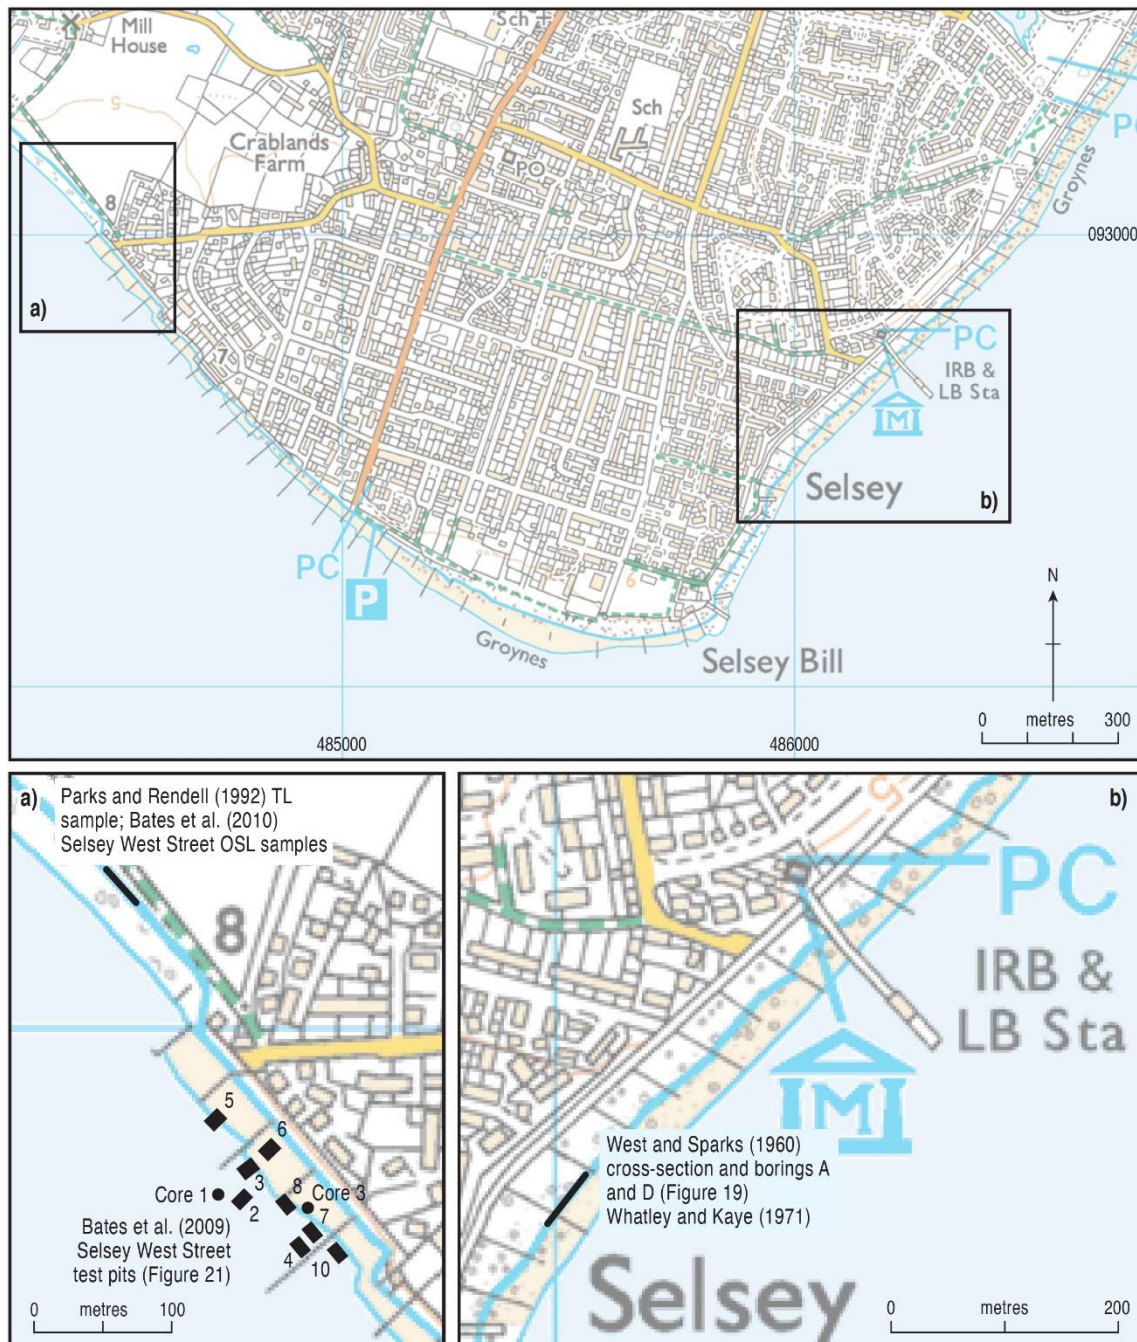 Mill
House
Sch
Sch
Crablands
Farm
PO
5
8
a)
7
PC
Groynes
093000
PC
IRB &
LB Sta
M
Selsey
b)
PC
P
6
Groynes
Selsey Bill
N
0 metres 300
485000
486000
a) Parks and Rendell (1992) TL
sample; Bates et al. (2010)
Selsey West Street OSL samples
8
5
6
3
8
Core 1
Core 3
2
7
Bates et al. (2009)
Selsey West Street
test pits (Figure 21)
4
10
0 metres 100
b)
5
PC
IRB &
LB Sta
M
West and Sparks (1960)
cross-section and borings A
and D (Figure 19)
Whatley and Kaye (1971)
Selsey
0 metres 200